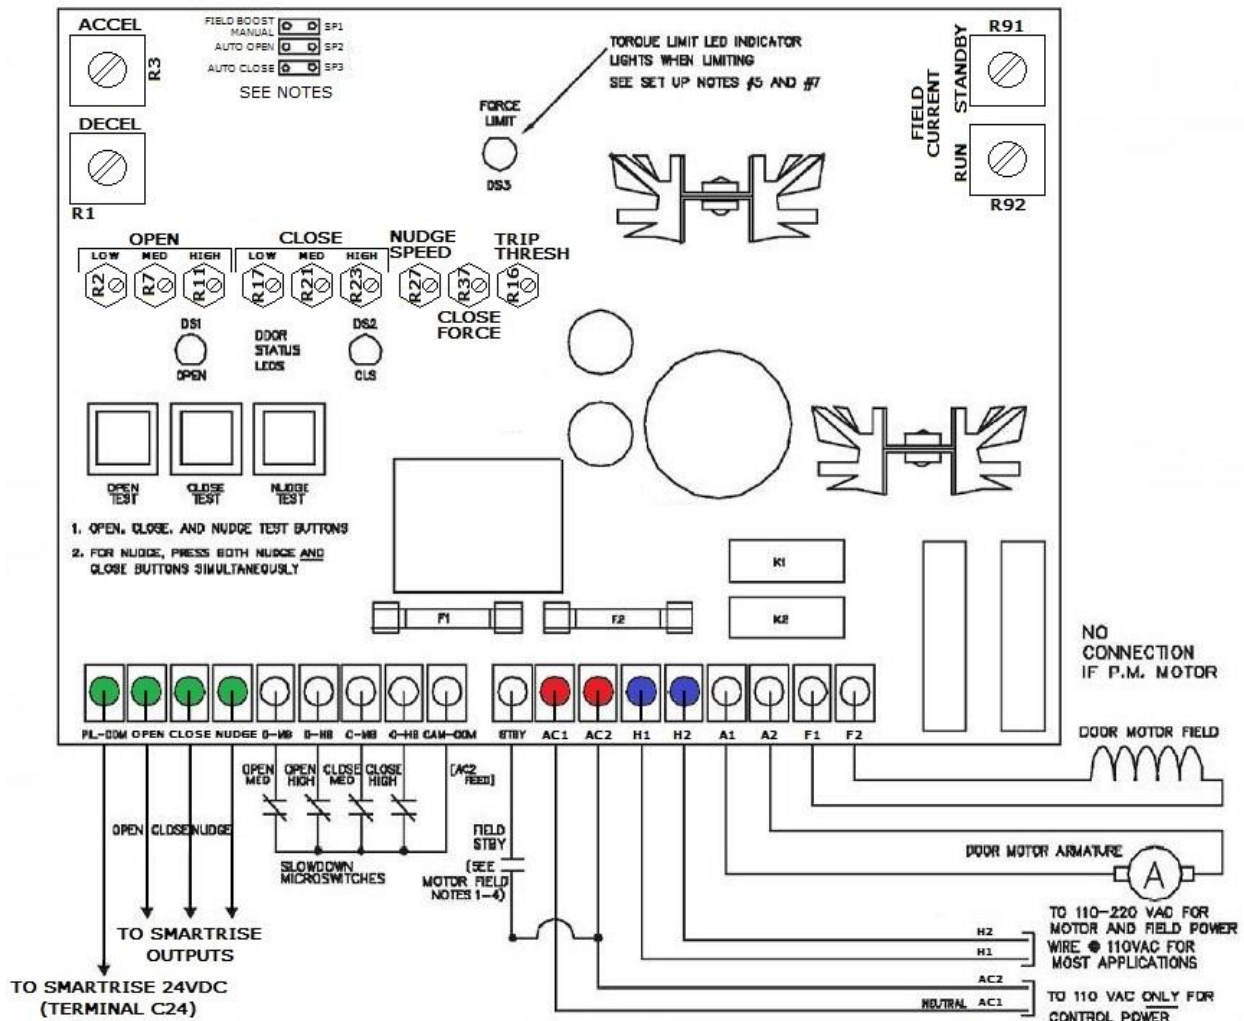 ACCEL
R3
FIELD BOOST
MANUAL
SP1
AUTO OPEN
SP2
AUTO CLOSE
SP3
SEE NOTES
TORQUE LIMIT LED INDICATOR
LIGHTS WHEN LIMITING
SEE SET UP NOTES #5 AND #7
R91
STANDBY
FIELD
CURRENT
RUN
R92
DECEL
R1
FORCE
LIMIT
DS3
OPEN
LOW MED HIGH
R2 R7 R11
CLOSE
LOW MED HIGH
R17 R21 R23
NUDGE
SPEED
R27
R37
CLOSE
FORCE
TRIP
THRESH
R16
DS1
OPEN
DOOR
STATUS
LEDS
DS2
CLS
OPEN
TEST
CLOSE
TEST
NUDGE
TEST
1. OPEN, CLOSE, AND NUDGE TEST BUTTONS
2. FOR NUDGE, PRESS BOTH NUDGE AND
CLOSE BUTTONS SIMULTANEOUSLY
K1
K2
F1
F2
NO
CONNECTION
IF P.M. MOTOR
OPEN CLOSE NUDGE
CAM-COM
STBY AC1 AC2 H1 H2 A1 A2 F1 F2
DOOR MOTOR FIELD
OPEN
MED
OPEN
HIGH
CLOSE
MED
CLOSE
HIGH
[AC2
FEED]
OPEN CLOSE NUDGE
SLOWDOWN
MICROSWITCHES
FIELD
STBY
(SEE
MOTOR FIELD
NOTES 1-4)
DOOR MOTOR ARMATURE
A
TO SMARTRISE
OUTPUTS
TO SMARTRISE 24VDC
(TERMINAL C24)
H2
H1
TO 110-220 VAC FOR
MOTOR AND FIELD POWER
WIRE @ 110VAC FOR
MOST APPLICATIONS
AC2
NEUTRAL AC1
TO 110 VAC ONLY FOR
CONTROL POWER